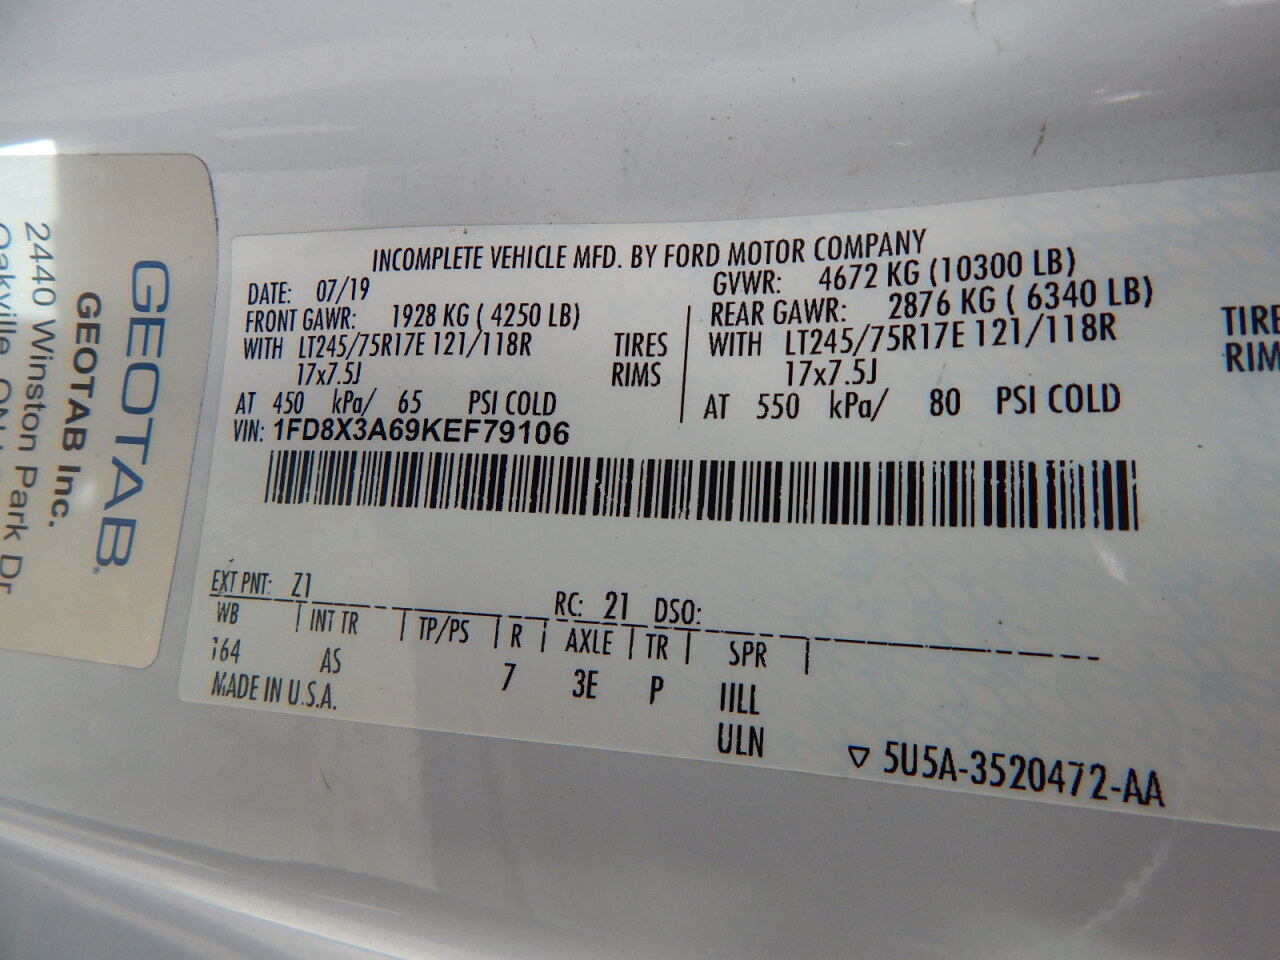 INCOMPLETE VEHICLE MFD. BY FORD MOTOR COMPANY
DATE: 07/19
GVWR: 4672 KG (10300 LB)
FRONT GAWR: 1928 KG ( 4250 LB)
WITH LT245/75R17E 121/118R TIRES
17x7.5J RIMS
AT 450 kPa/ 65 PSI COLD
REAR GAWR: 2876 KG ( 6340 LB)
WITH LT245/75R17E 121/118R TIRE
17x7.5J RIM
AT 550 kPa/ 80 PSI COLD
VIN: 1FD8X3A69KEF79106
EXT PNT: Z1 RC: 21 DSO:
WB INT TR TP/PS R AXLE TR SPR
164 AS 7 3E P IILL
MADE IN U.S.A. ULN
5U5A-3520472-AA
GEOTAB
GEOTAB Inc.
2440 Winston Park Dr
Oakville